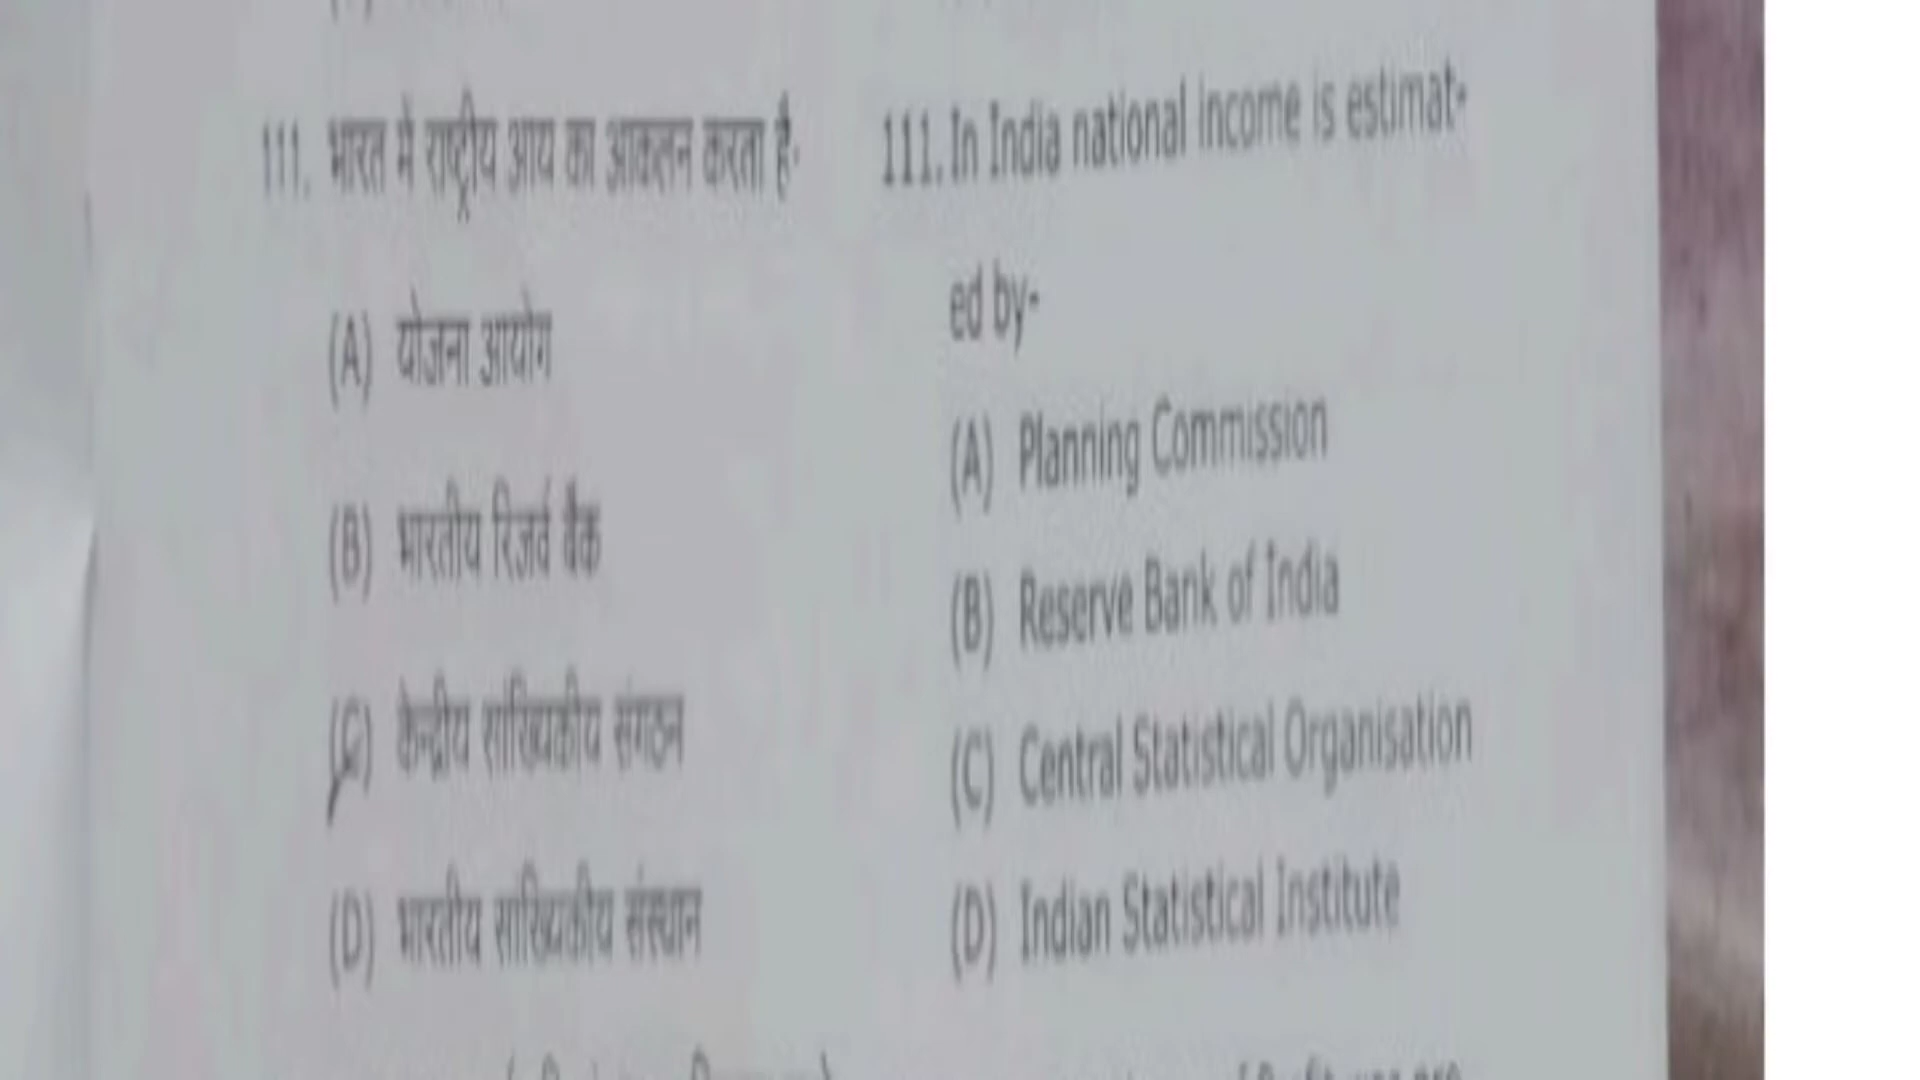 111. भारत में राष्ट्रीय आय का आकलन करता है-
(A) योजना आयोग
(B) भारतीय रिजर्व बैंक
(C) केन्द्रीय सांख्यिकीय संगठन
(D) भारतीय सांख्यिकीय संस्थान
111. In India national income is estimat-
ed by-
(A) Planning Commission
(B) Reserve Bank of India
(C) Central Statistical Organisation
(D) Indian Statistical Institute